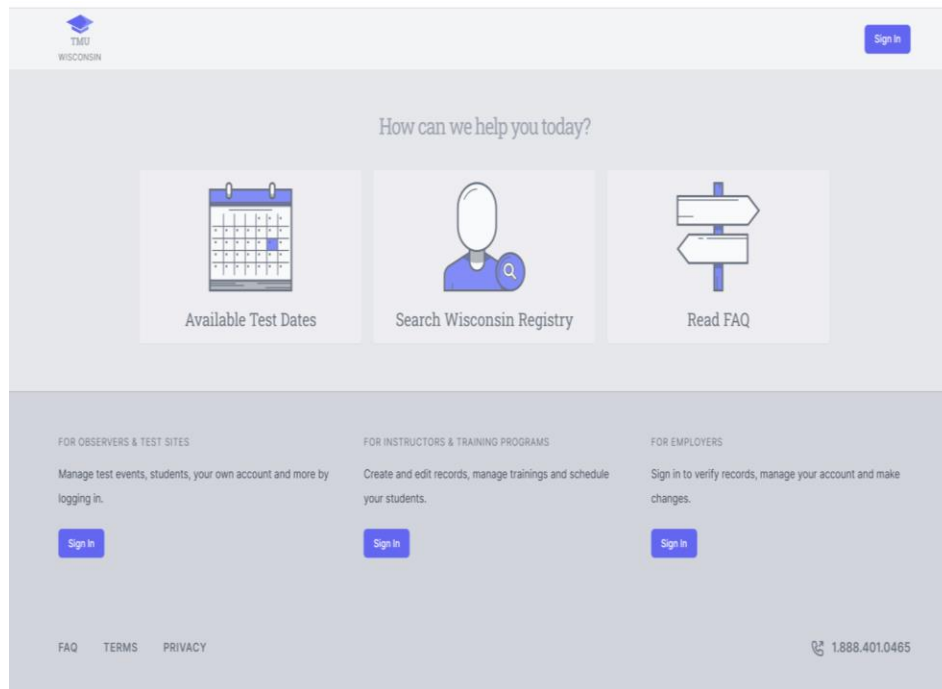 TMU
WISCONSIN
Sign In
How can we help you today?
Available Test Dates
Search Wisconsin Registry
Read FAQ
FOR OBSERVERS & TEST SITES
Manage test events, students, your own account and more by
logging in.
Sign In
FOR INSTRUCTORS & TRAINING PROGRAMS
Create and edit records, manage trainings and schedule
your students.
Sign In
FOR EMPLOYERS
Sign in to verify records, manage your account and make
changes.
Sign In
FAQ TERMS PRIVACY
1.888.401.0465